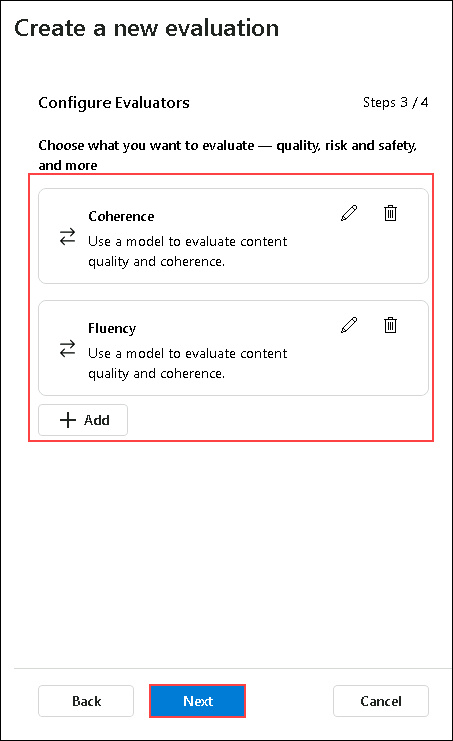 Create a new evaluation
Configure Evaluators
Steps 3 / 4
Choose what you want to evaluate — quality, risk and safety,
and more
Coherence
Use a model to evaluate content
quality and coherence.
Fluency
Use a model to evaluate content
quality and coherence.
Add
Back
Next
Cancel